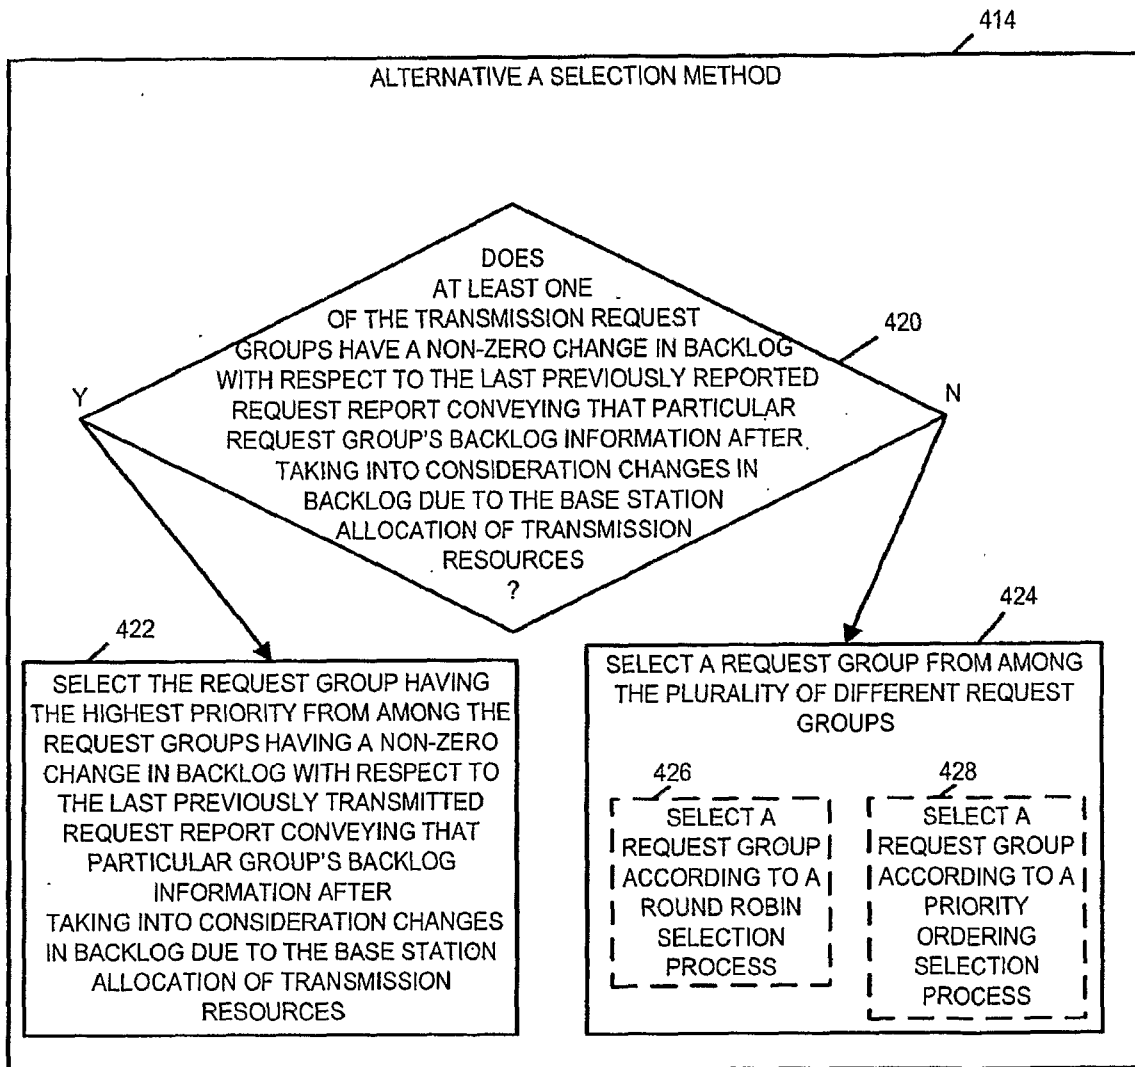 414
ALTERNATIVE A SELECTION METHOD
DOES
AT LEAST ONE
OF THE TRANSMISSION REQUEST
GROUPS HAVE A NON-ZERO CHANGE IN BACKLOG
WITH RESPECT TO THE LAST PREVIOUSLY REPORTED
REQUEST REPORT CONVEYING THAT PARTICULAR
REQUEST GROUP'S BACKLOG INFORMATION AFTER
TAKING INTO CONSIDERATION CHANGES IN
BACKLOG DUE TO THE BASE STATION
ALLOCATION OF TRANSMISSION
RESOURCES
?
420
Y
N
422
SELECT THE REQUEST GROUP HAVING
THE HIGHEST PRIORITY FROM AMONG THE
REQUEST GROUPS HAVING A NON-ZERO
CHANGE IN BACKLOG WITH RESPECT TO
THE LAST PREVIOUSLY TRANSMITTED
REQUEST REPORT CONVEYING THAT
PARTICULAR GROUP'S BACKLOG
INFORMATION AFTER
TAKING INTO CONSIDERATION CHANGES
IN BACKLOG DUE TO THE BASE STATION
ALLOCATION OF TRANSMISSION
RESOURCES
424
SELECT A REQUEST GROUP FROM AMONG
THE PLURALITY OF DIFFERENT REQUEST
GROUPS
426
SELECT A
REQUEST GROUP
ACCORDING TO A
ROUND ROBIN
SELECTION
PROCESS
428
SELECT A
REQUEST GROUP
ACCORDING TO A
PRIORITY
ORDERING
SELECTION
PROCESS